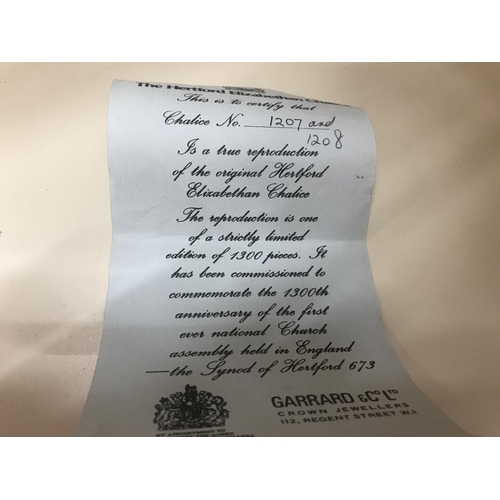 The Hertford Elizabethan
This is to certify that
Chalice No. 1207 and
1208
Is a true reproduction
of the original Hertford
Elizabethan Chalice
The reproduction is one
of a strictly limited
edition of 1300 pieces. It
has been commissioned to
commemorate the 1300th
anniversary of the first
ever national Church
assembly held in England
—the Synod of Hertford 673
GARRARD & Co LTD
CROWN JEWELLERS
112, REGENT STREET W.1